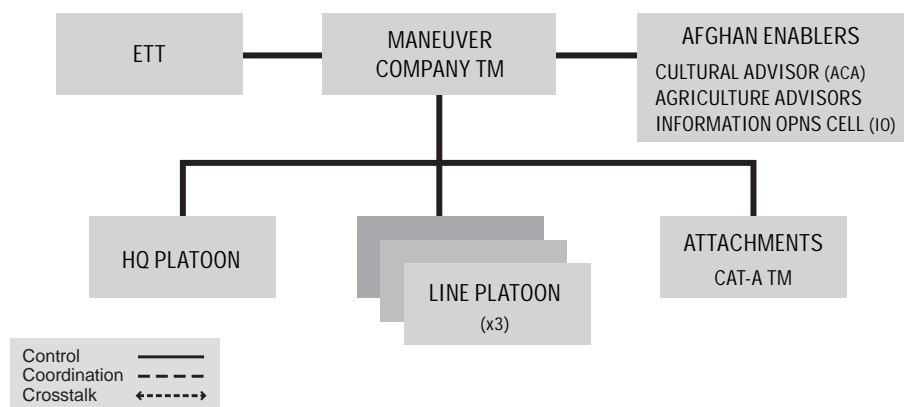 ETT
MANEUVER
COMPANY TM
AFGHAN ENABLERS
CULTURAL ADVISOR (ACA)
AGRICULTURE ADVISORS
INFORMATION OPNS CELL (IO)
HQ PLATOON
LINE PLATOON
(x3)
ATTACHMENTS
CAT-A TM
Control
Coordination
Crosstalk